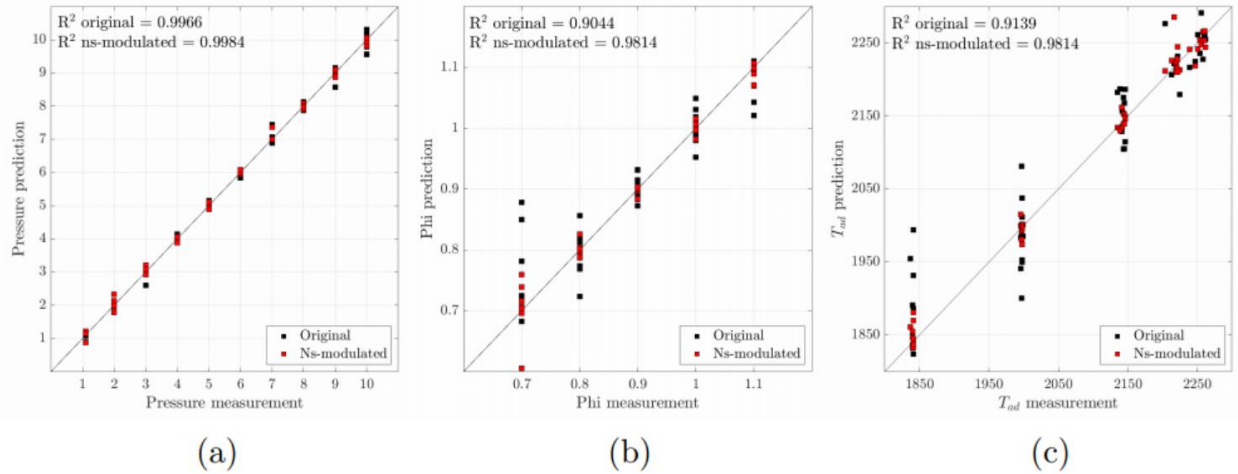 R² original = 0.9966
R² ns-modulated = 0.9984
10
9
8
7
6
5
4
3
2
1
Pressure prediction
Original
Ns-modulated
1 2 3 4 5 6 7 8 9 10
Pressure measurement
(a)
R² original = 0.9044
R² ns-modulated = 0.9814
1.1
1
0.9
0.8
0.7
Phi prediction
Original
Ns-modulated
0.7 0.8 0.9 1 1.1
Phi measurement
(b)
R² original = 0.9139
R² ns-modulated = 0.9814
2250
2150
2050
1950
1850
T_ad prediction
Original
Ns-modulated
1850 1950 2050 2150 2250
T_ad measurement
(c)